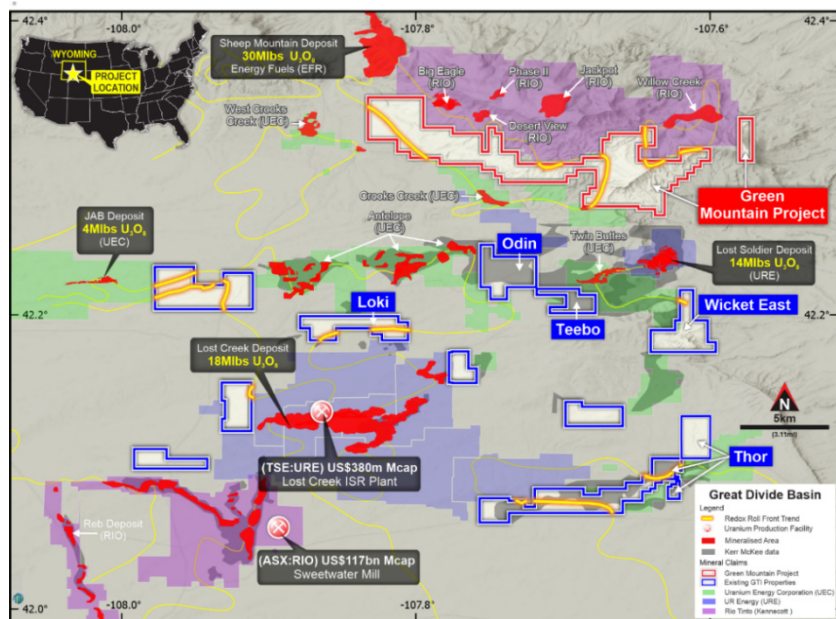 42.4°
-108.0
-107.8
-107.6
42.4°
WYOMING
PROJECT
LOCATION
Sheep Mountain Deposit
30Mlbs U₃O₈
Energy Fuels (EFR)
Big Eagle
(RIO)
Phase II
(RIO)
Jackpot
(RIO)
Willow Creek
(RIO)
Desert View
(RIO)
West Crooks
Creek (UEC)
Crooks Creek (UEC)
Green
Mountain Project
JAB Deposit
4Mlbs U₃O₈
(UEC)
Antelope
(UEC)
Odin
Twin Buttes
(UEC)
Lost Soldier Deposit
14Mlbs U₃O₈
(URE)
42.2°
Loki
Teebo
Wicket East
42.2°
Lost Creek Deposit
18Mlbs U₃O₈
N
5km
(3.11mi)
(TSE:URE) US$380m Mcap
Lost Creek ISR Plant
Thor
Reb Deposit
(RIO)
(ASX:RIO) US$117bn Mcap
Sweetwater Mill
Great Divide Basin
Legend
Redox Roll Front Trend
Uranium Production Facility
Mineralised Area
Kerr McKee data
Mineral Claims
Green Mountain Project
Existing GTI Properties
Uranium Energy Corporation (UEC)
UR Energy (URE)
Rio Tinto (Kennecott)
42.0°
-108.0
-107.8